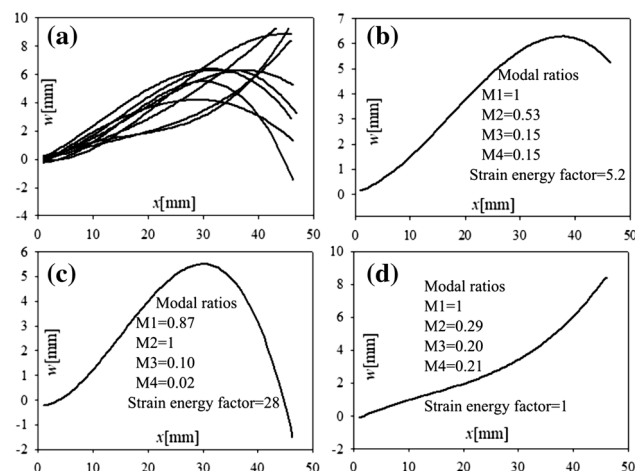 (a)
10
8
6
4
2
0
-2
-4
w[mm]
x[mm]
0 10 20 30 40 50
(b)
7
6
5
4
3
2
1
0
w[mm]
Modal ratios
M1=1
M2=0.53
M3=0.15
M4=0.15
Strain energy factor=5.2
x[mm]
0 10 20 30 40 50
(c)
6
5
4
3
2
1
0
-1
-2
w[mm]
Modal ratios
M1=0.87
M2=1
M3=0.10
M4=0.02
Strain energy factor=28
x[mm]
0 10 20 30 40 50
(d)
10
8
6
4
2
0
-2
w[mm]
Modal ratios
M1=1
M2=0.29
M3=0.20
M4=0.21
Strain energy factor=1
x[mm]
0 10 20 30 40 50